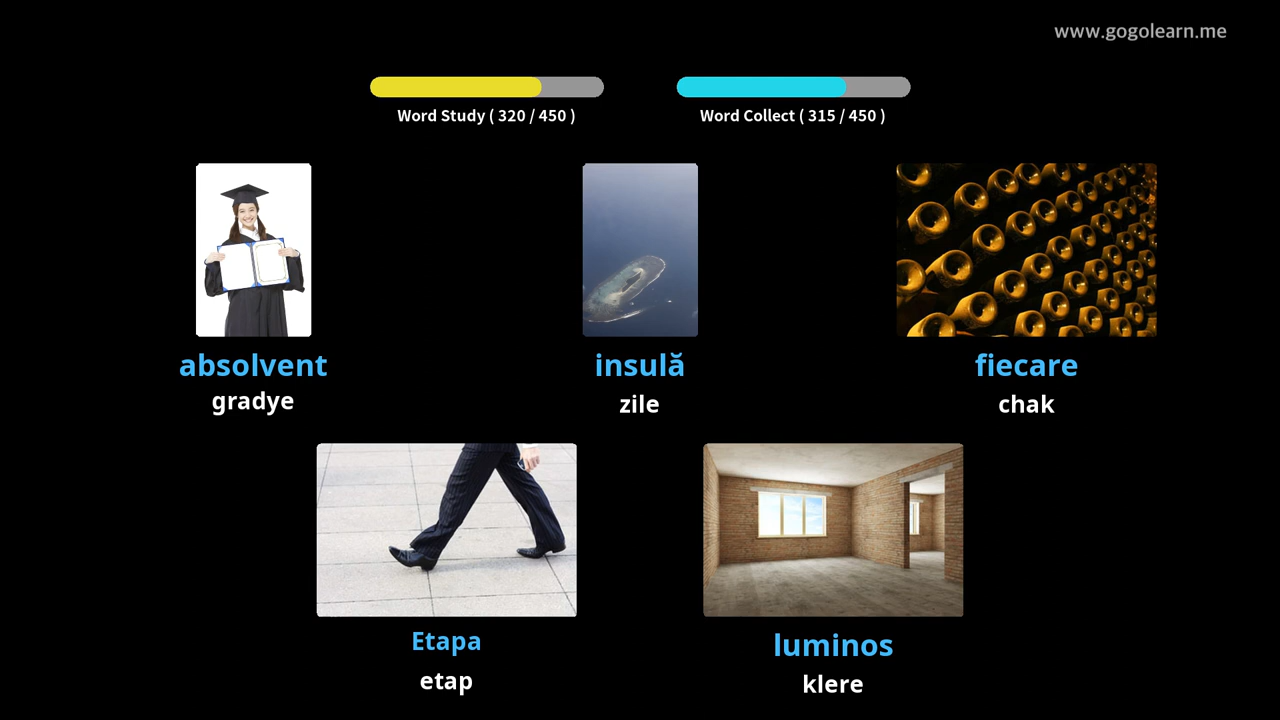 www.gogolearn.me
Word Study ( 320 / 450 )
Word Collect ( 315 / 450 )
absolvent
gradye
insulă
zile
fiecare
chak
Etapa
etap
luminos
klere